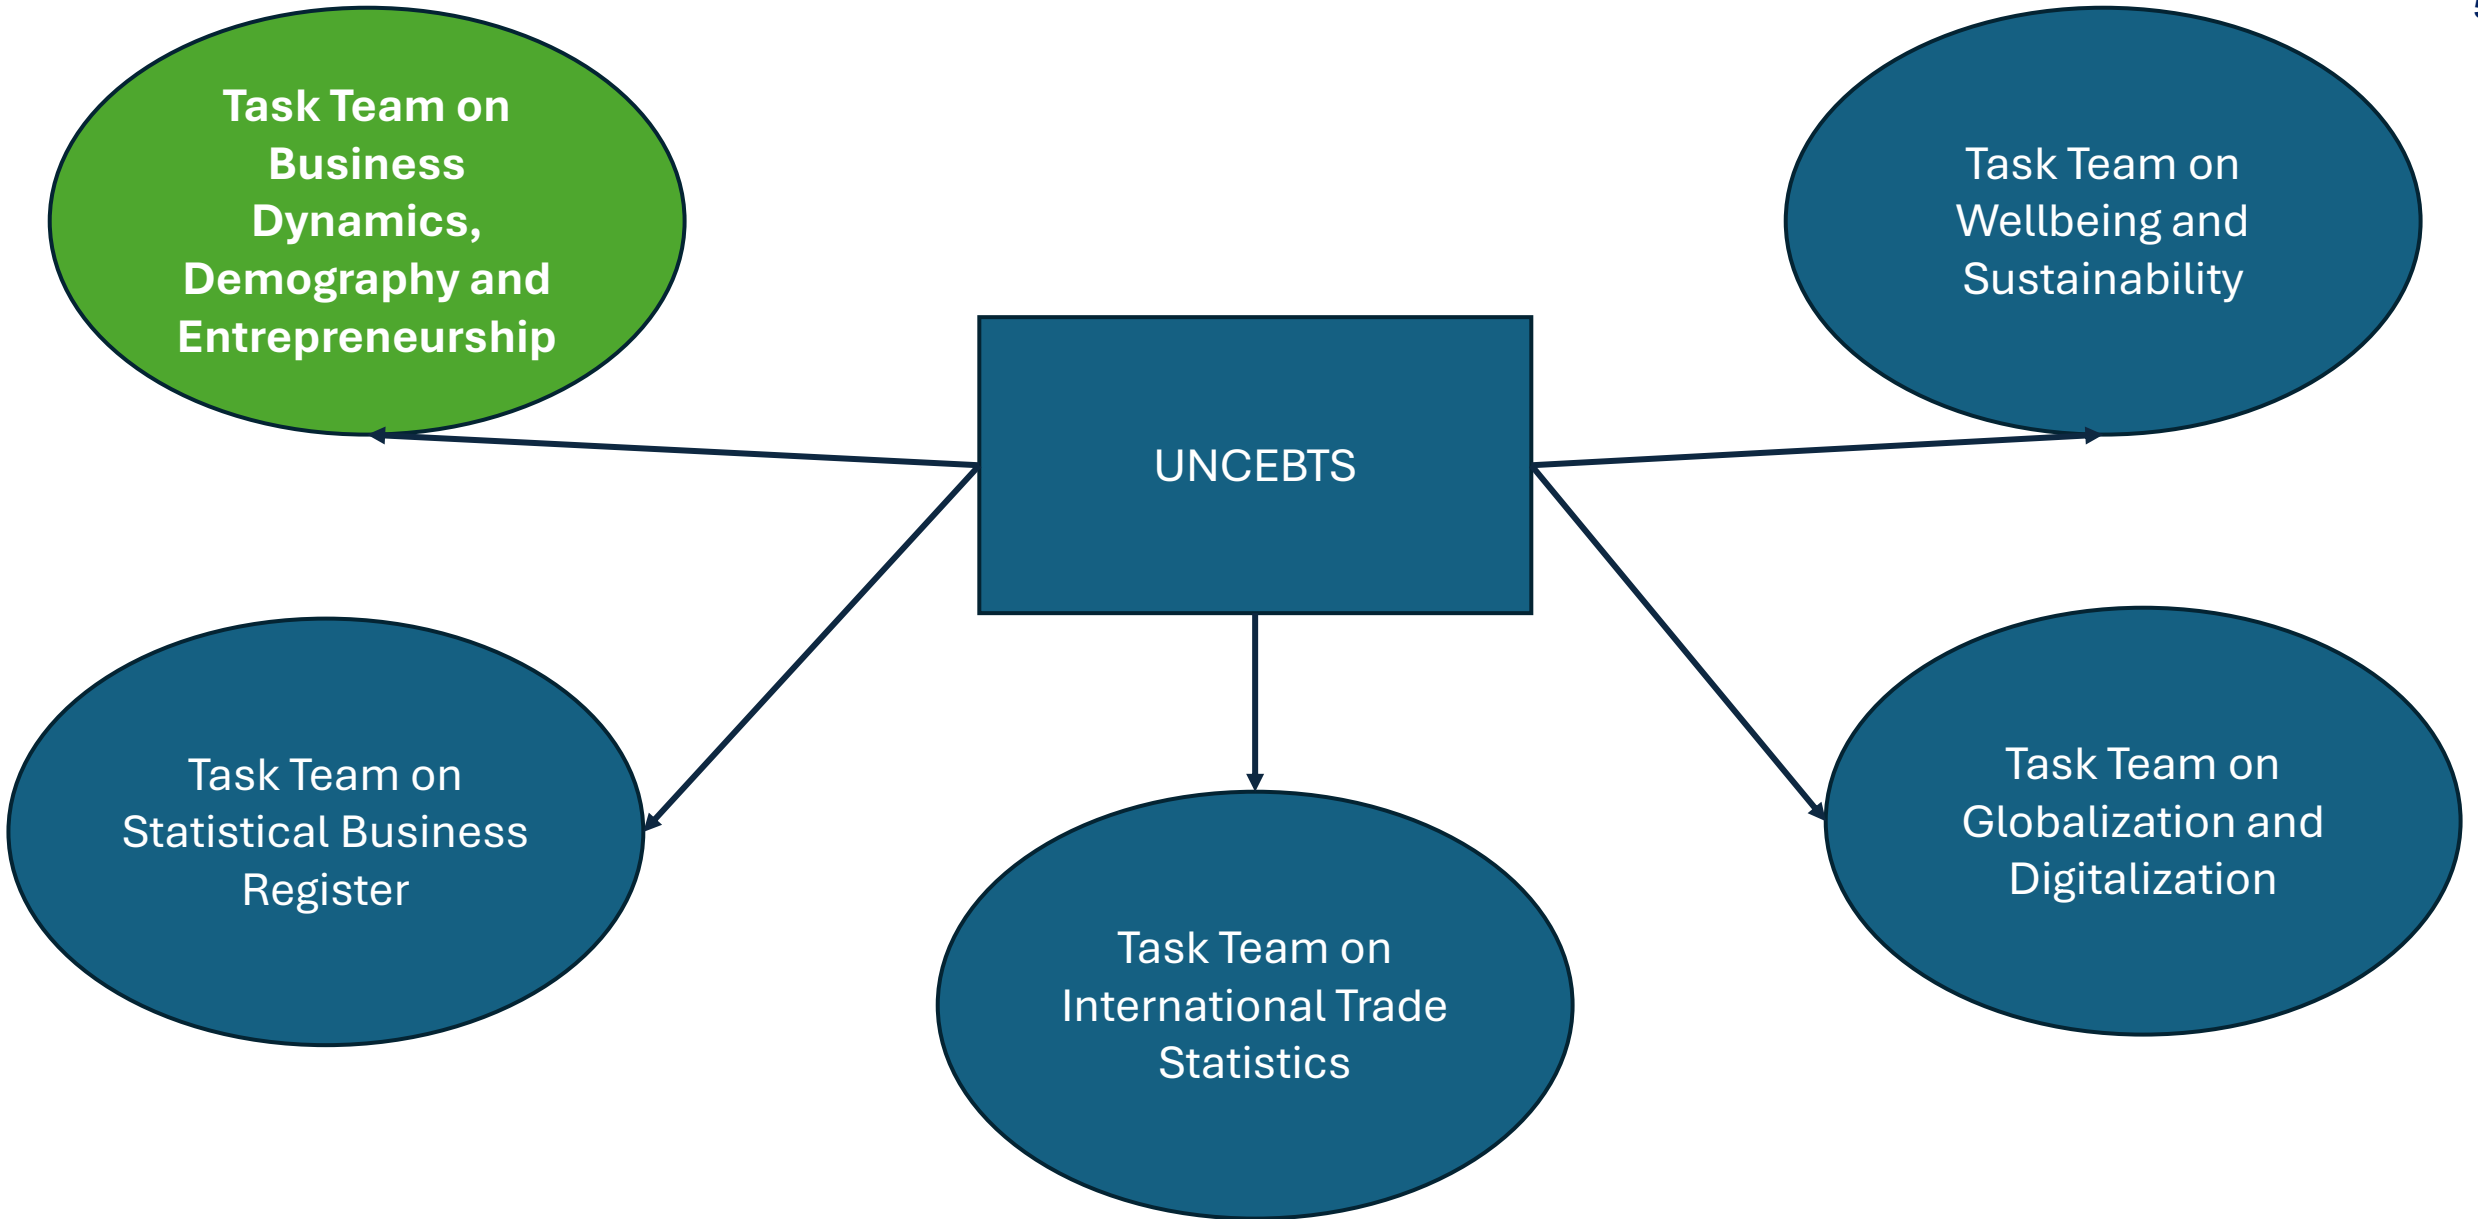 Task Team on
Business
Dynamics,
Demography and
Entrepreneurship
Task Team on
Wellbeing and
Sustainability
UNCEBTS
Task Team on
Statistical Business
Register
Task Team on
International Trade
Statistics
Task Team on
Globalization and
Digitalization